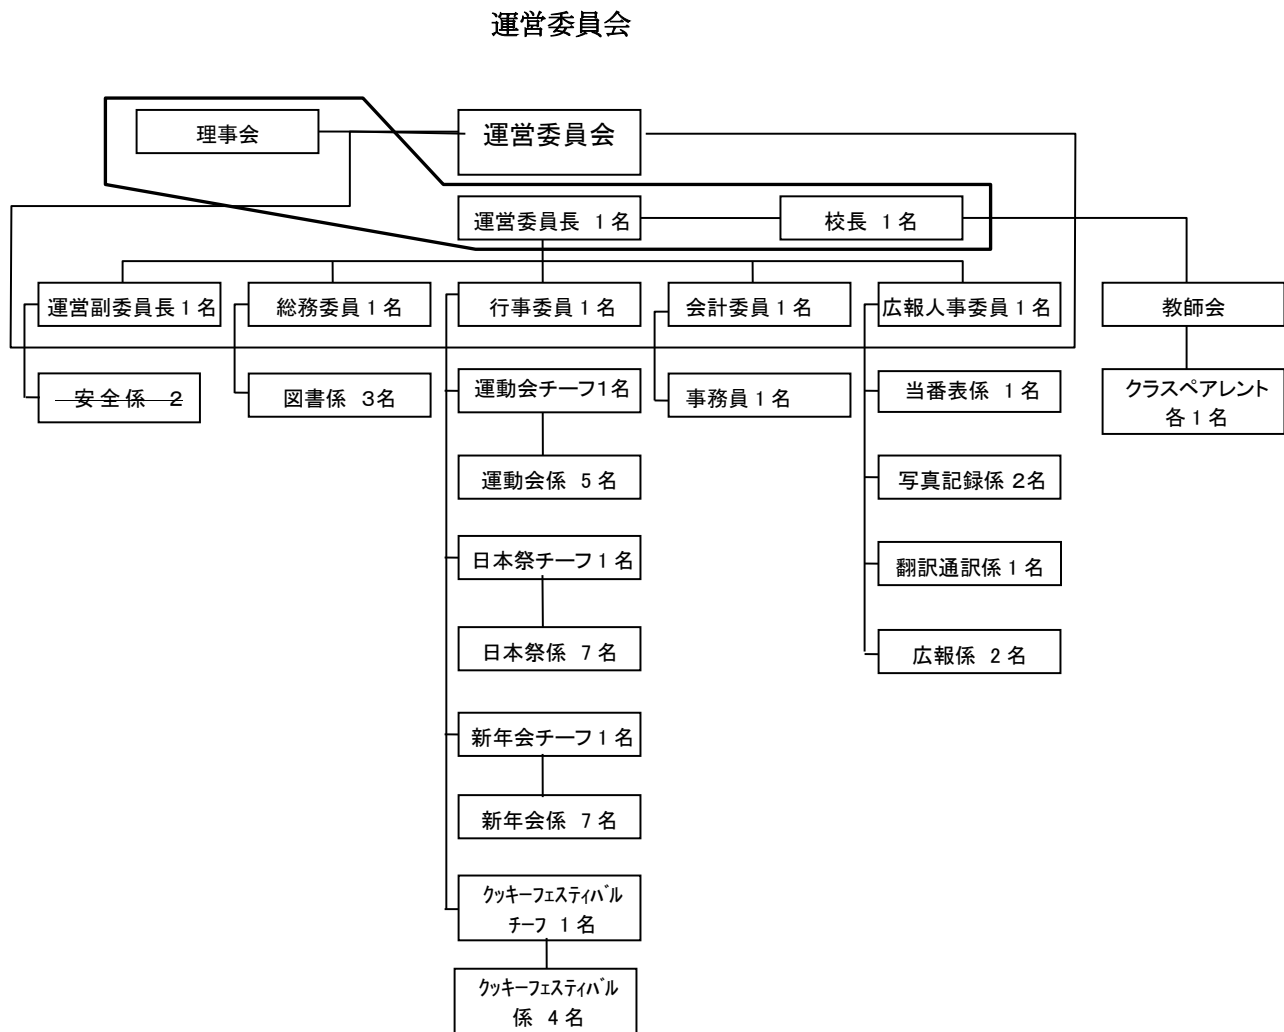 運営委員会
理事会
運営委員会
運営委員長 1名
校長 1名
運営副委員長1名
総務委員1名
行事委員1名
会計委員1名
広報人事委員1名
教師会
安全係 2
図書係 3名
運動会チーフ1名
事務員1名
当番表係 1名
クラスペアレント
各1名
運動会係 5名
写真記録係 2名
日本祭チーフ1名
翻訳通訳係1名
日本祭係 7名
広報係 2名
新年会チーフ1名
新年会係 7名
クッキーフェスティバル
チーフ 1名
クッキーフェスティバル
係 4名